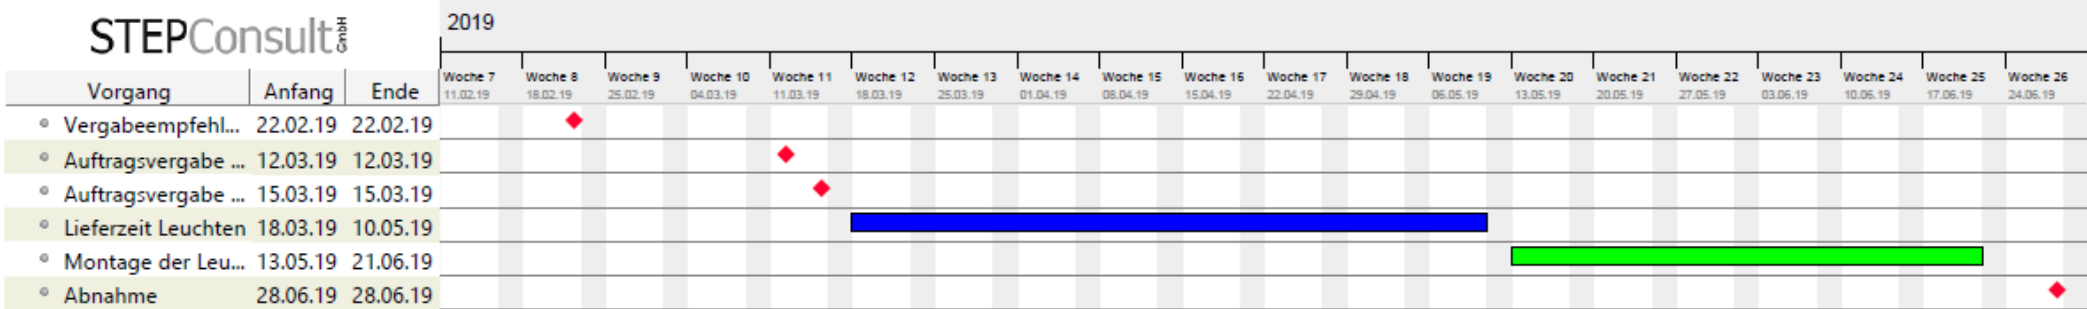 STEPConsult GmbH
2019
Woche 7 Woche 8 Woche 9 Woche 10 Woche 11 Woche 12 Woche 13 Woche 14 Woche 15 Woche 16 Woche 17 Woche 18 Woche 19 Woche 20 Woche 21 Woche 22 Woche 23 Woche 24 Woche 25 Woche 26
11.02.19 18.02.19 25.02.19 04.03.19 11.03.19 18.03.19 25.03.19 01.04.19 08.04.19 15.04.19 22.04.19 29.04.19 06.05.19 13.05.19 20.05.19 27.05.19 03.06.19 10.06.19 17.06.19 24.06.19
Vorgang Anfang Ende
Vergabeempfehl... 22.02.19 22.02.19
Auftragsvergabe ... 12.03.19 12.03.19
Auftragsvergabe ... 15.03.19 15.03.19
Lieferzeit Leuchten 18.03.19 10.05.19
Montage der Leu... 13.05.19 21.06.19
Abnahme 28.06.19 28.06.19